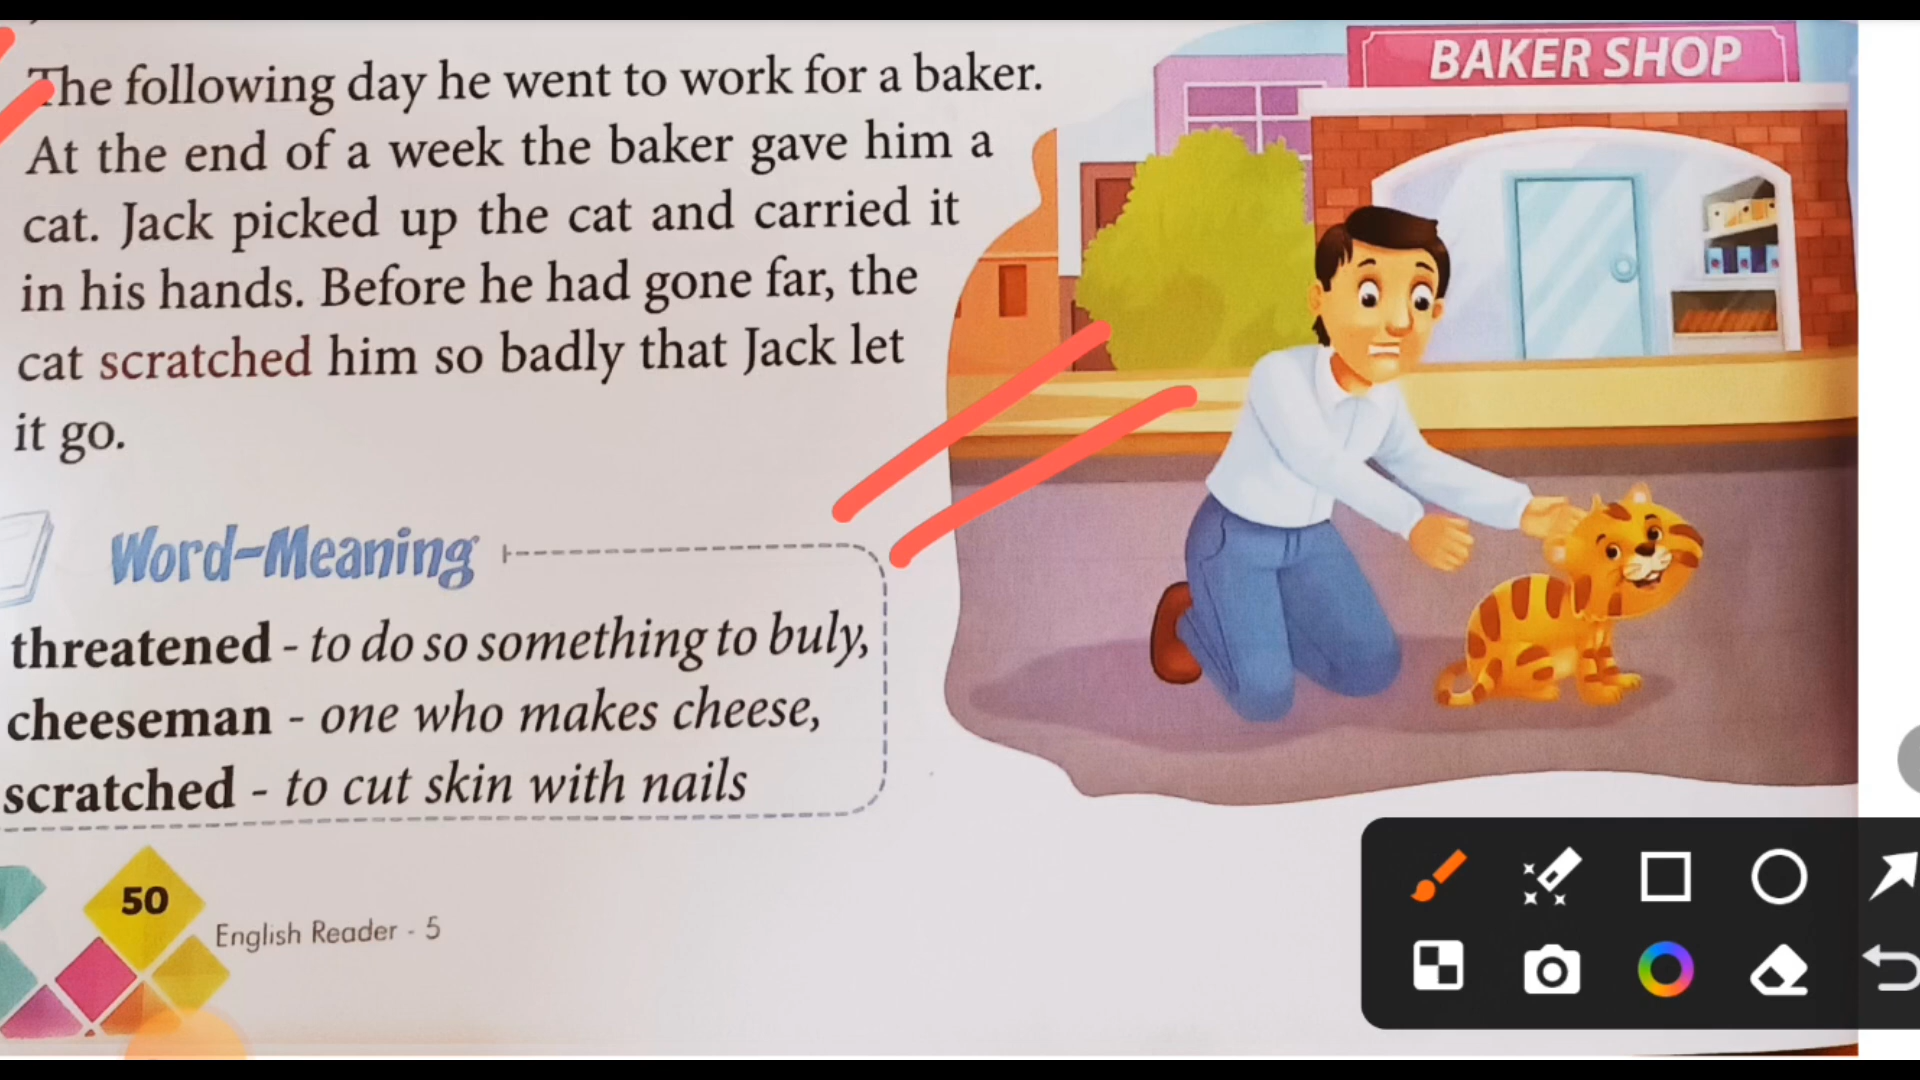 The following day he went to work for a baker.
At the end of a week the baker gave him a
cat. Jack picked up the cat and carried it
in his hands. Before he had gone far, the
cat scratched him so badly that Jack let
it go.
BAKER SHOP
Word-Meaning
threatened - to do so something to buly,
cheeseman - one who makes cheese,
scratched - to cut skin with nails
50
English Reader - 5